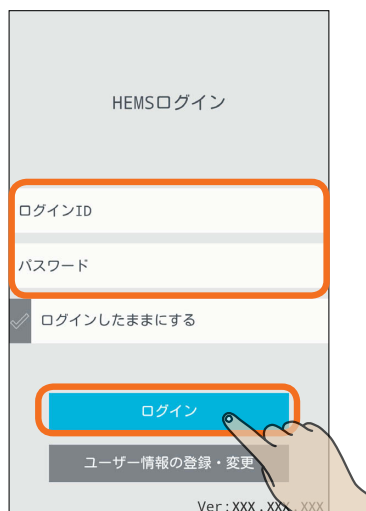 HEMSログイン
ログインID
パスワード
ログインしたままにする
ログイン
ユーザー情報の登録・変更
Ver:XXX.XXX.XXX